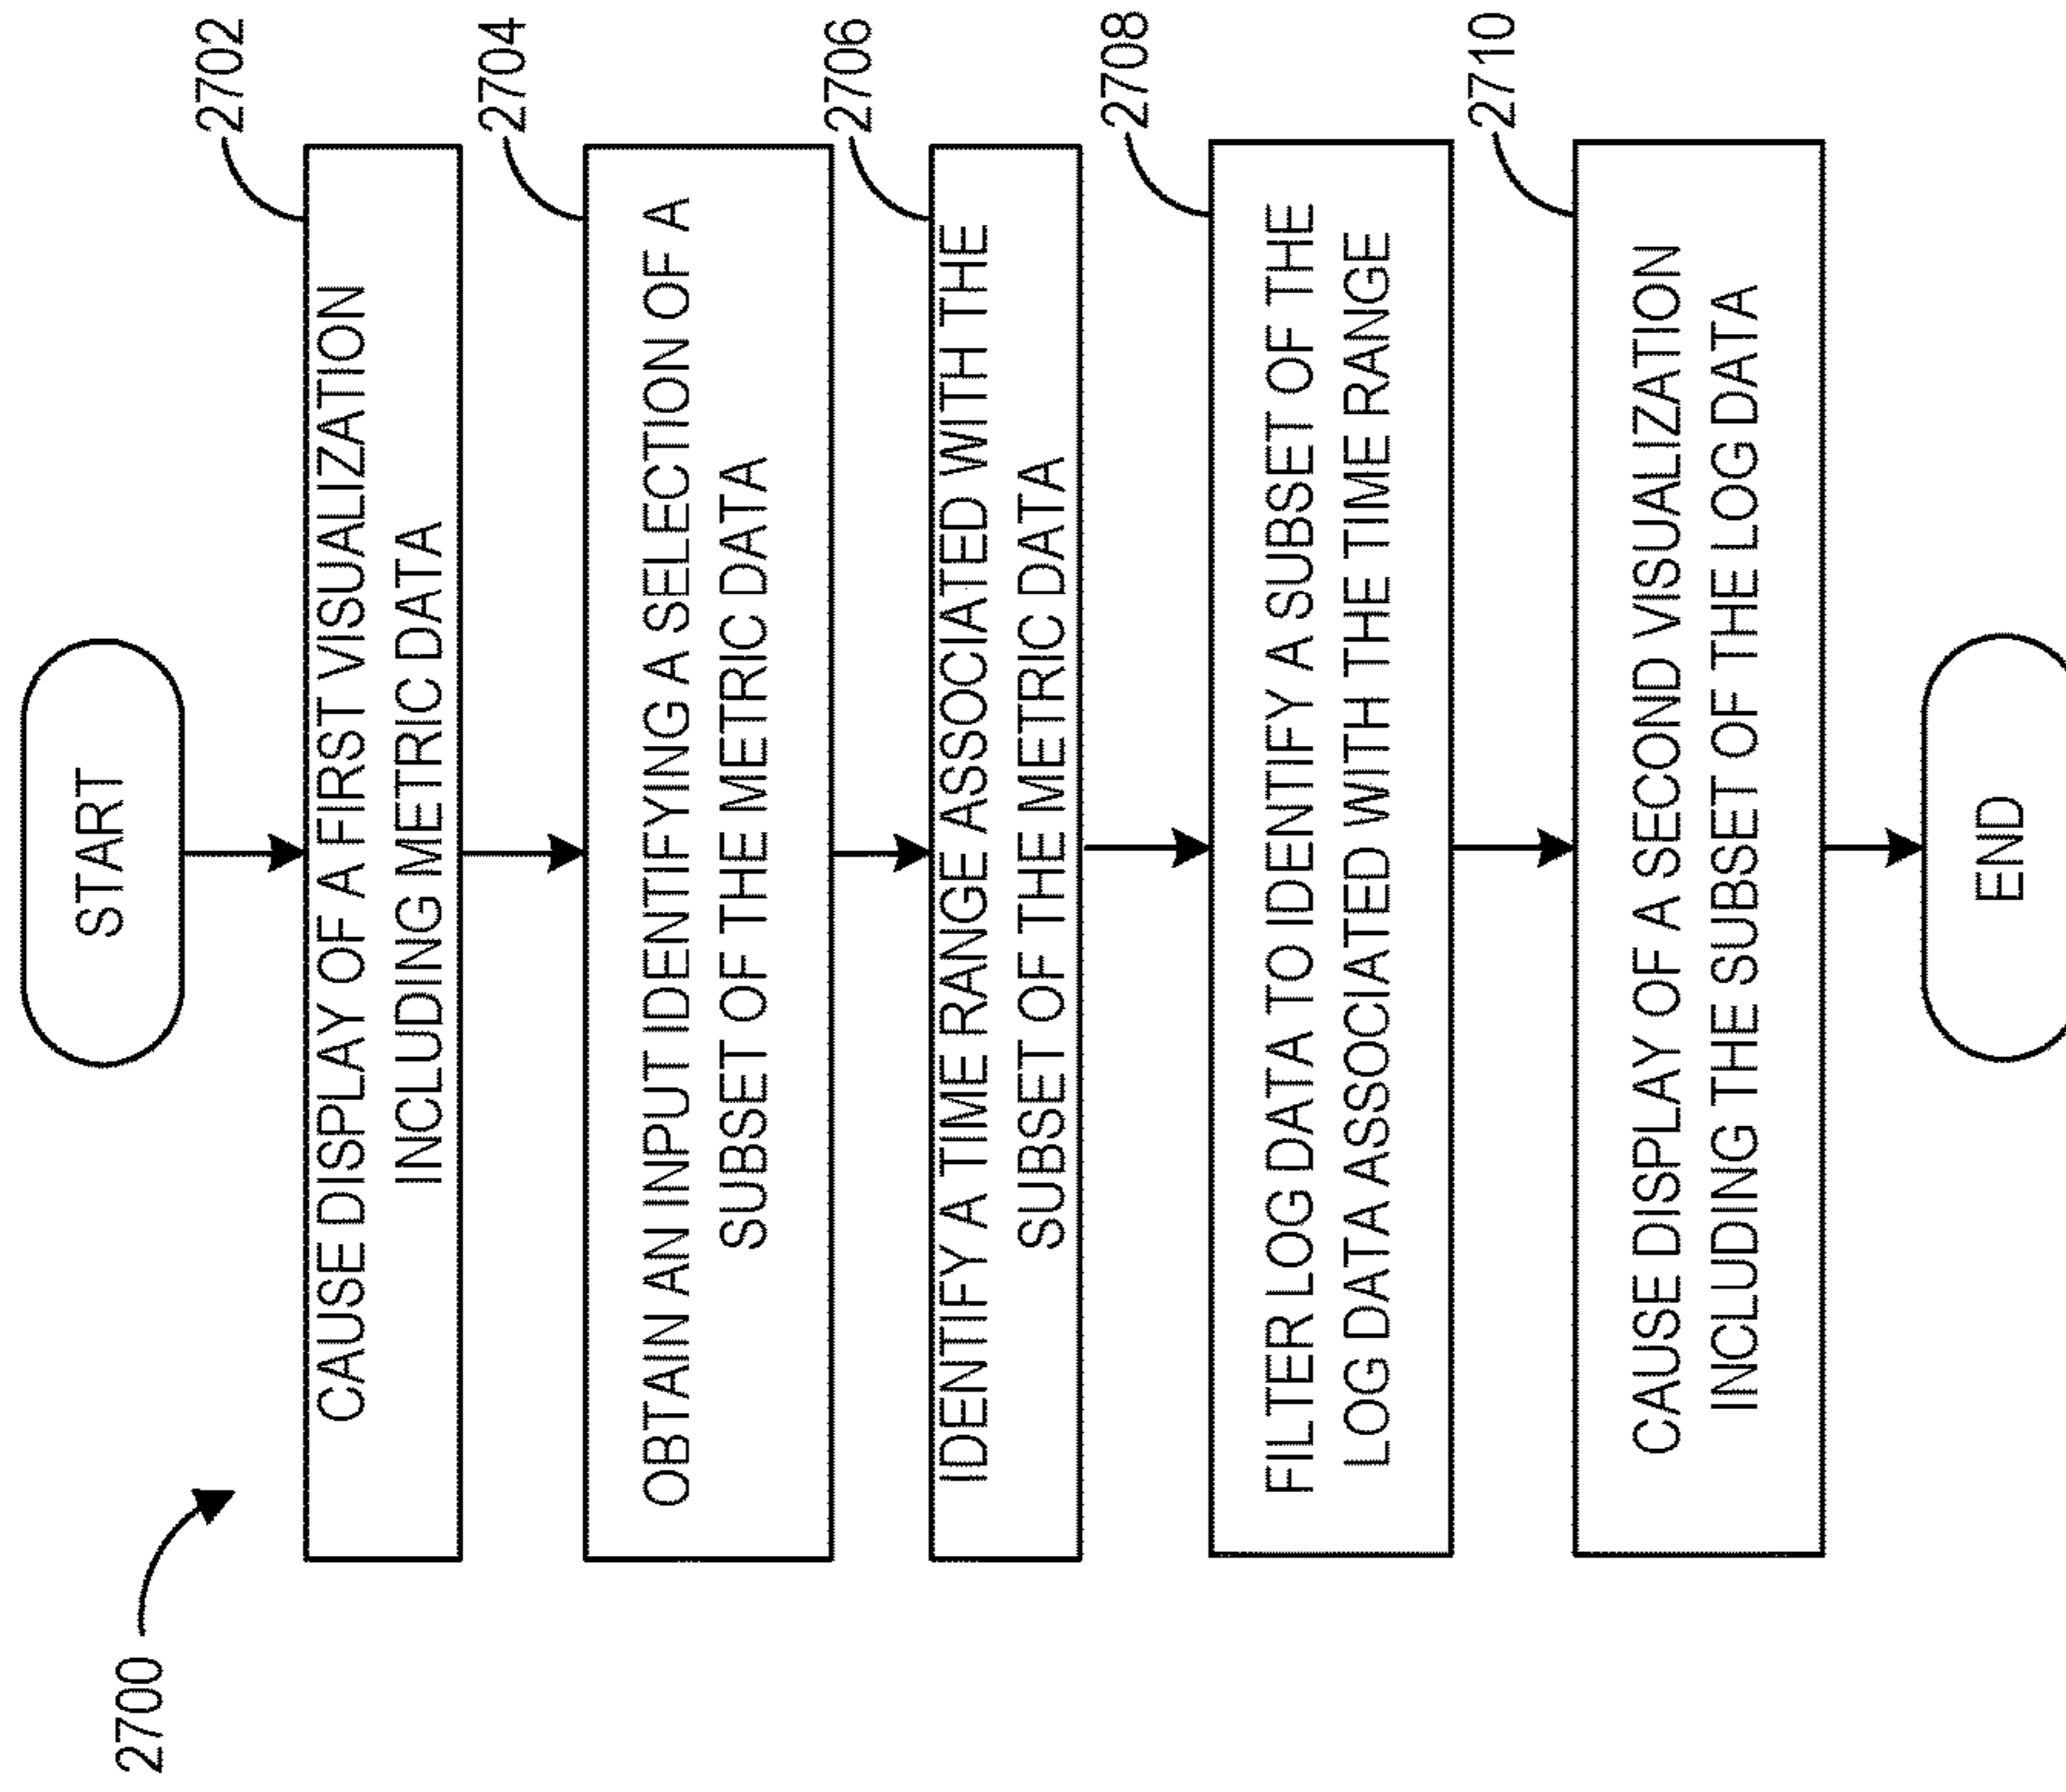 2700
START
2702
CAUSE DISPLAY OF A FIRST VISUALIZATION
INCLUDING METRIC DATA
2704
OBTAIN AN INPUT IDENTIFYING A SELECTION OF A
SUBSET OF THE METRIC DATA
2706
IDENTIFY A TIME RANGE ASSOCIATED WITH THE
SUBSET OF THE METRIC DATA
2708
FILTER LOG DATA TO IDENTIFY A SUBSET OF THE
LOG DATA ASSOCIATED WITH THE TIME RANGE
2710
CAUSE DISPLAY OF A SECOND VISUALIZATION
INCLUDING THE SUBSET OF THE LOG DATA
END